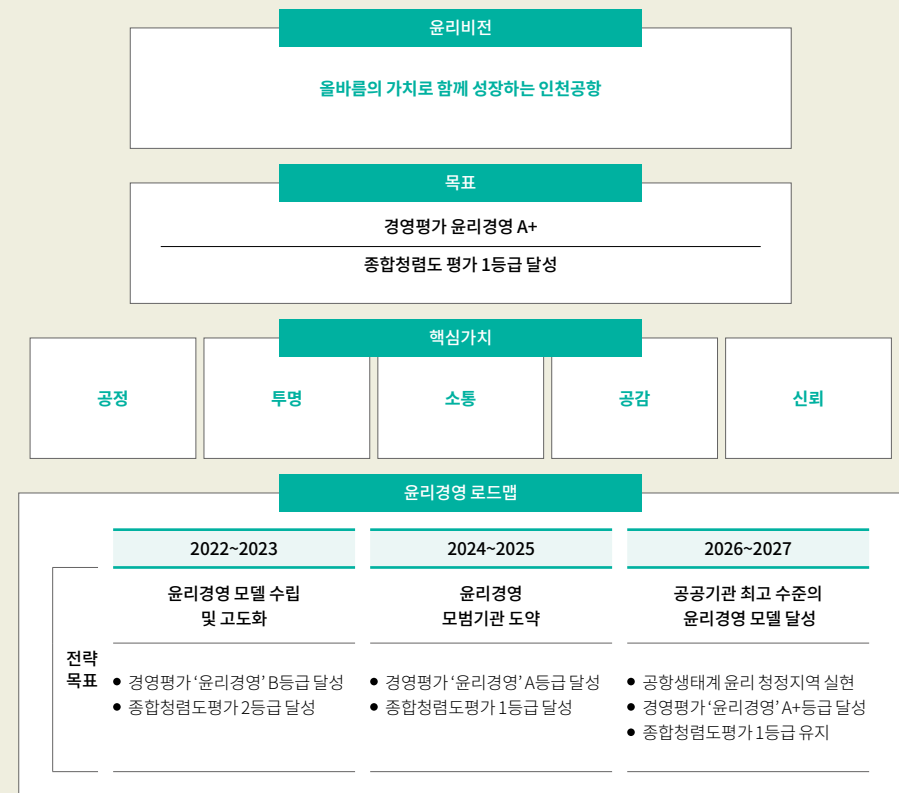 윤리비전
올바름의 가치로 함께 성장하는 인천공항
목표
경영평가 윤리경영 A+
종합청렴도 평가 1등급 달성
핵심가치
공정
투명
소통
공감
신뢰
윤리경영 로드맵
2022~2023
2024~2025
2026~2027
전략
목표
윤리경영 모델 수립
및 고도화
• 경영평가 ‘윤리경영’ B등급 달성
• 종합청렴도평가 2등급 달성
윤리경영
모범기관 도약
• 경영평가 ‘윤리경영’ A등급 달성
• 종합청렴도평가 1등급 달성
공공기관 최고 수준의
윤리경영 모델 달성
• 공항생태계 윤리 청정지역 실현
• 경영평가 ‘윤리경영’ A+등급 달성
• 종합청렴도평가 1등급 유지